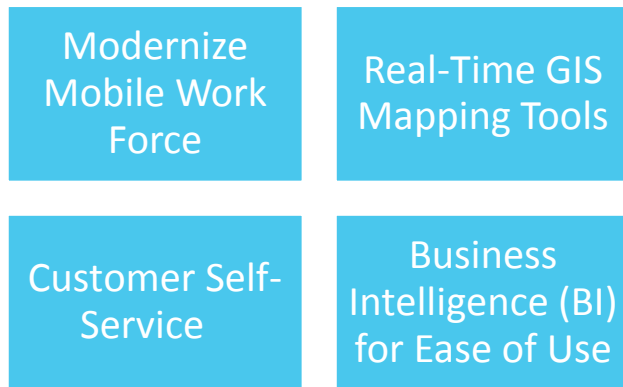 Modernize
Mobile Work
Force
Real-Time GIS
Mapping Tools
Customer Self-
Service
Business
Intelligence (BI)
for Ease of Use